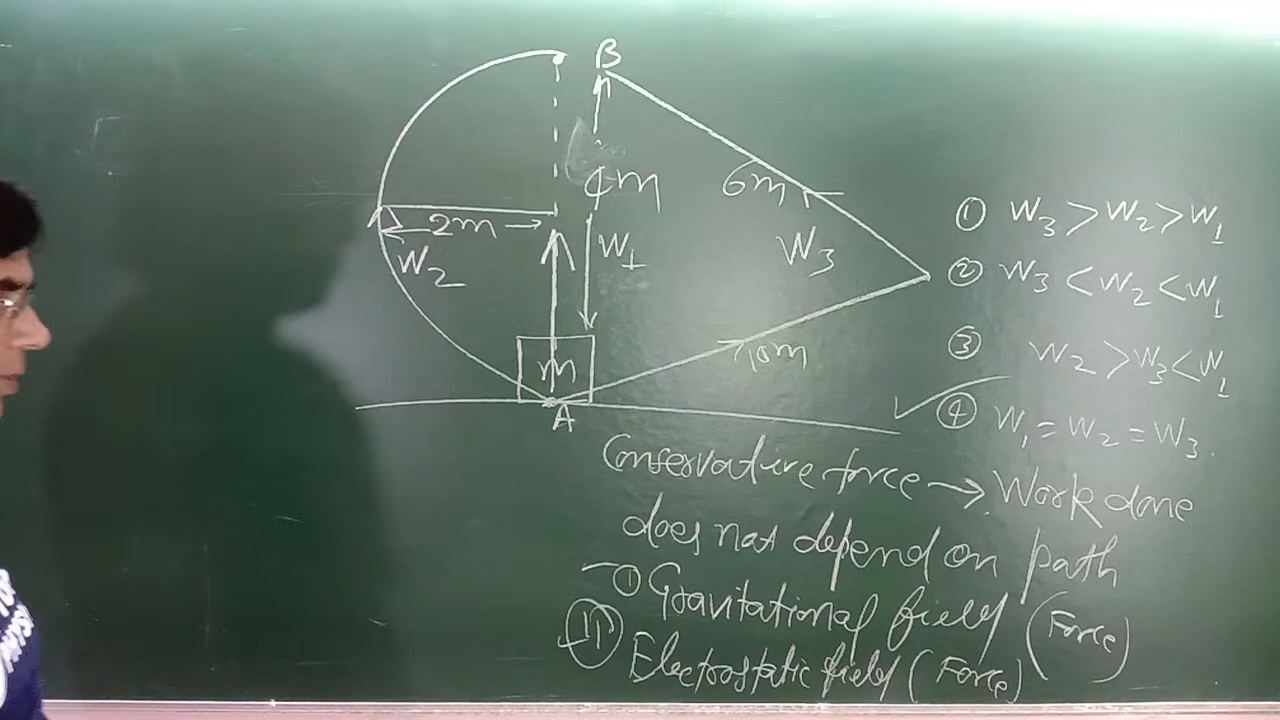 B
4m
6m
2m
W₁
W₂
W₃
m
10m
A
① W₃ > W₂ > W₁
② W₃ < W₂ < W₁
③ W₂ > W₃ < W₁
④ W₁ = W₂ = W₃.
Conservative force → Work done
does not depend on path
① Gravitational field (Force)
(11) Electrostatic field (Force)